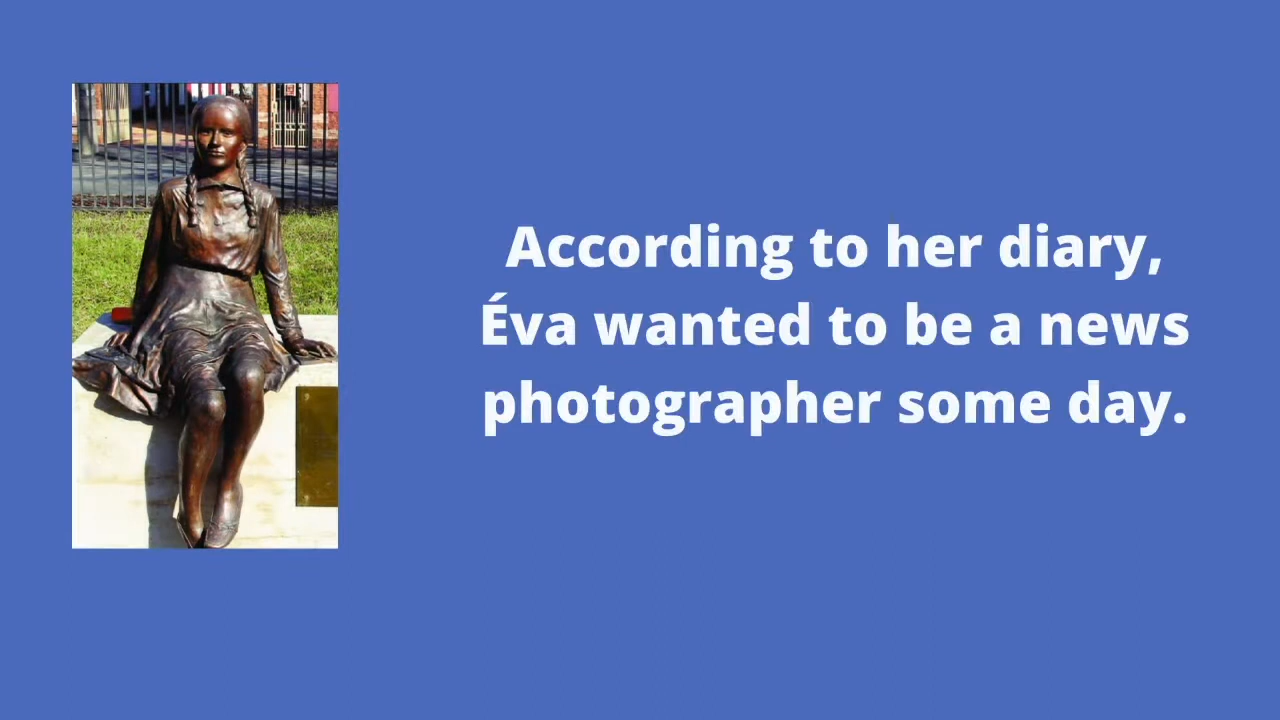 According to her diary,
Éva wanted to be a news
photographer some day.